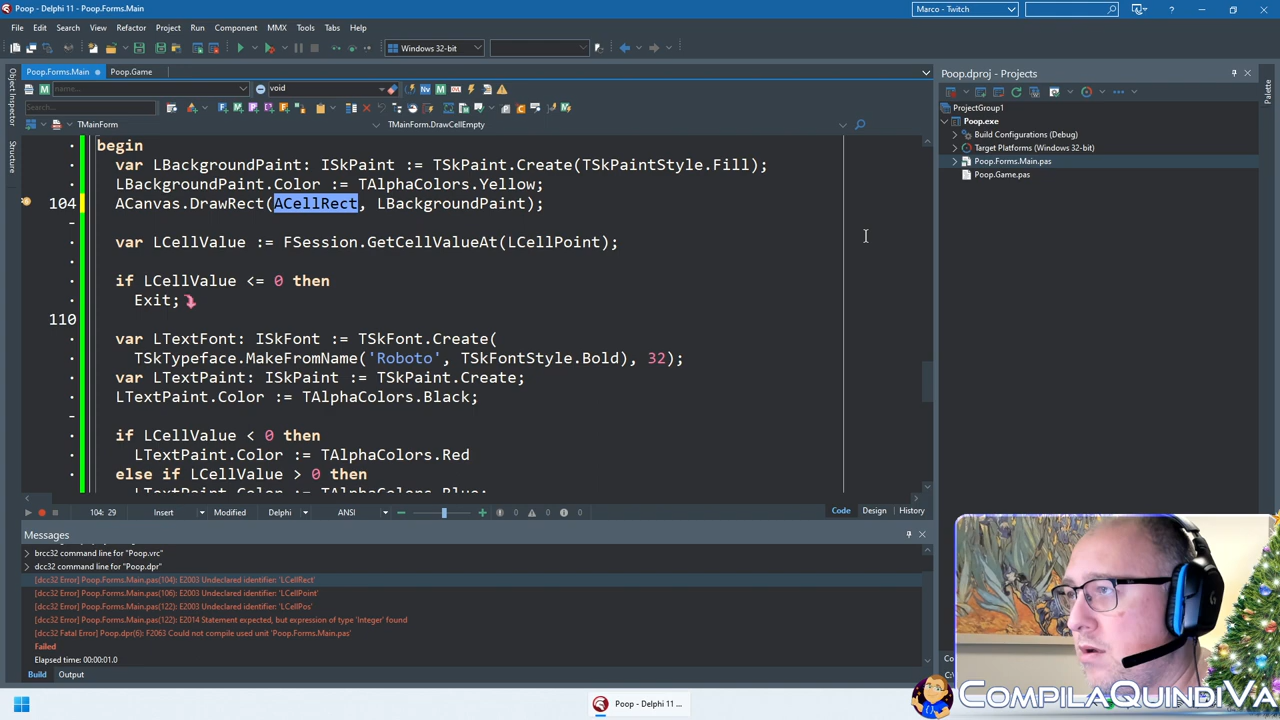 Poop - Delphi 11 - Poop.Forms.Main
Marco - Twitch
File Edit Search View Refactor Project Run Component MMX Tools Tabs Help
Windows 32-bit
Poop.Forms.Main Poop.Game
name... void
Search...
TMainForm TMainForm.DrawCellEmpty
begin
var LBackgroundPaint: ISkPaint := TSkPaint.Create(TSkPaintStyle.Fill);
LBackgroundPaint.Color := TAlphaColors.Yellow;
104 ACanvas.DrawRect(ACellRect, LBackgroundPaint);
var LCellValue := FSession.GetCellValueAt(LCellPoint);
if LCellValue <= 0 then
Exit;
110
var LTextFont: ISkFont := TSkFont.Create(
TSkTypeface.MakeFromName('Roboto', TSkFontStyle.Bold), 32);
var LTextPaint: ISkPaint := TSkPaint.Create;
LTextPaint.Color := TAlphaColors.Black;
if LCellValue < 0 then
LTextPaint.Color := TAlphaColors.Red
else if LCellValue > 0 then
LTextPaint.Color := TAlphaColors.Blue;
104: 29 Insert Modified Delphi ANSI 0 0 0 Code Design History
Messages
brcc32 command line for "Poop.vrc"
dcc32 command line for "Poop.dpr"
[dcc32 Error] Poop.Forms.Main.pas(104): E2003 Undeclared identifier: 'LCellRect'
[dcc32 Error] Poop.Forms.Main.pas(106): E2003 Undeclared identifier: 'LCellPoint'
[dcc32 Error] Poop.Forms.Main.pas(122): E2003 Undeclared identifier: 'LCellPos'
[dcc32 Error] Poop.Forms.Main.pas(122): E2014 Statement expected, but expression of type 'Integer' found
[dcc32 Fatal Error] Poop.dpr(6): F2063 Could not compile used unit 'Poop.Forms.Main.pas'
Failed
Elapsed time: 00:00:01.0
Build Output
Object Inspector
Structure
Poop.dproj - Projects
ProjectGroup1
Poop.exe
Build Configurations (Debug)
Target Platforms (Windows 32-bit)
Poop.Forms.Main.pas
Poop.Game.pas
Palette
Poop - Delphi 11 ...
CompilaQuindiVa